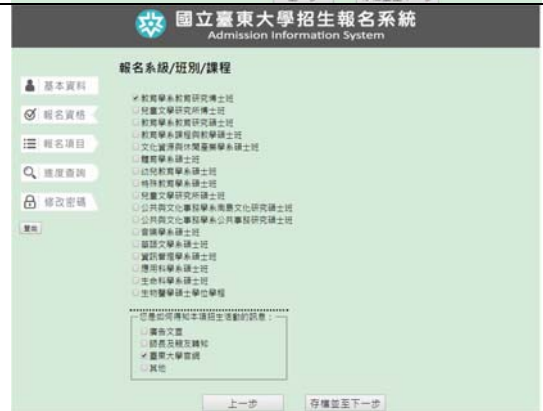 國立臺東大學招生報名系統
Admission Information System
基本資料
報名資格
報名項目
進度查詢
修改密碼
登出
報名系級/班別/課程
教育學系教育研究博士班
兒童文學研究所博士班
教育學系教育研究碩士班
教育學系課程與教學碩士班
文化資源與休閒產業學系碩士班
體育學系碩士班
幼兒教育學系碩士班
特殊教育學系碩士班
兒童文學研究所碩士班
公共與文化事務學系南島文化研究碩士班
公共與文化事務學系公共事務研究碩士班
音樂學系碩士班
華語文學系碩士班
資訊管理學系碩士班
應用科學系碩士班
生命科學系碩士班
生物醫學碩士學位學程
您是如何得知本項招生活動的訊息：
廣告文宣
師長及親友轉知
臺東大學官網
其他
上一步
存檔並至下一步